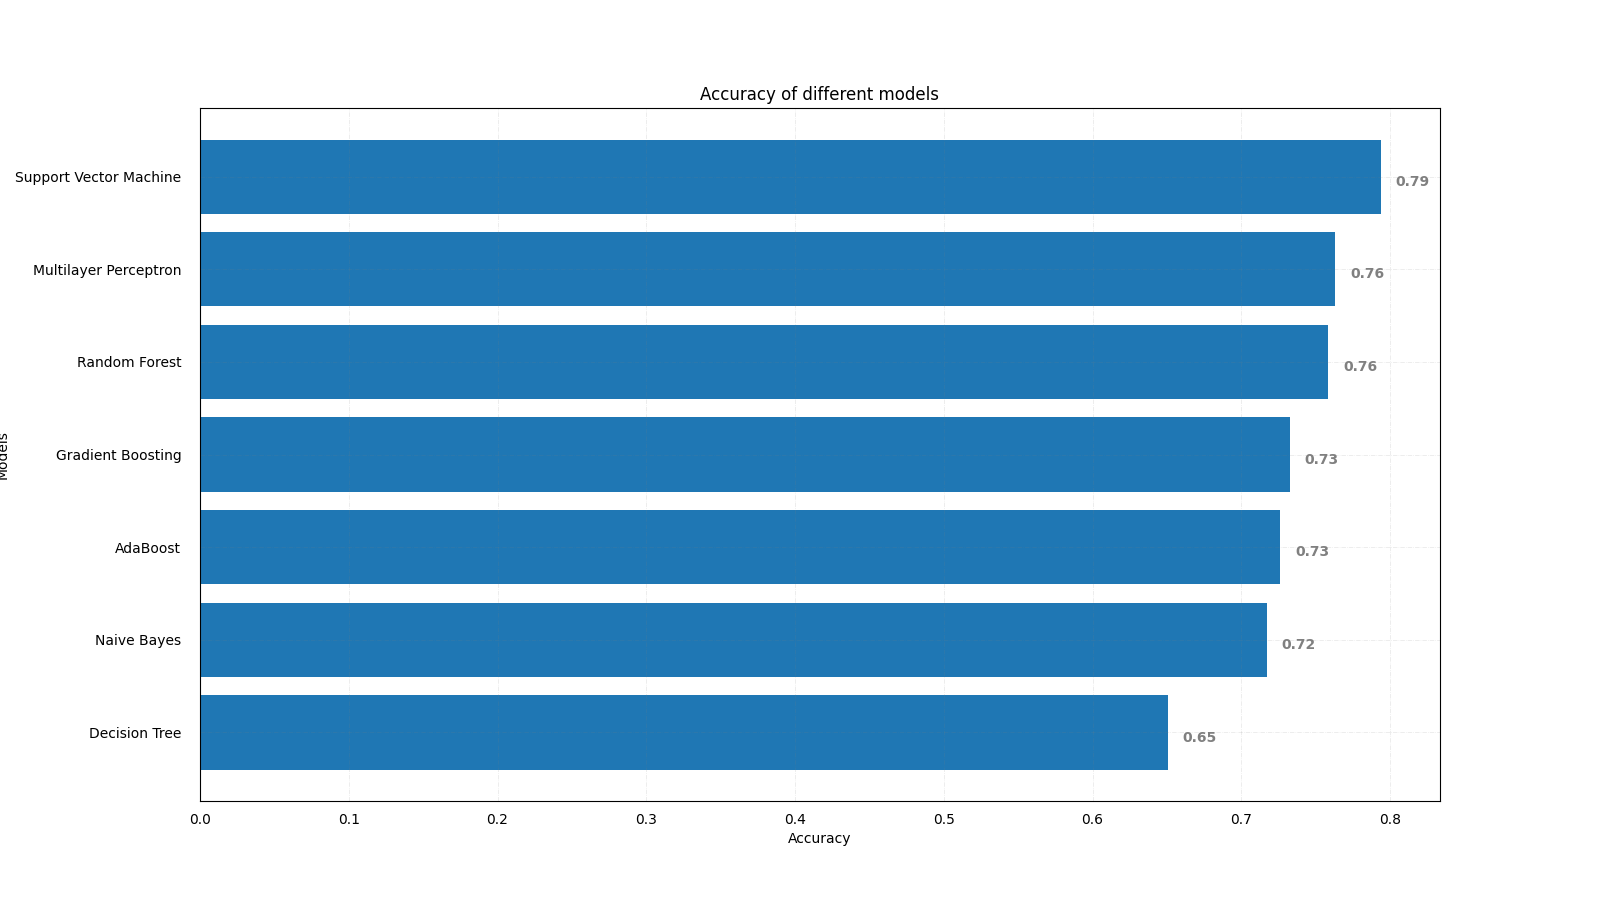 Accuracy of different models
Support Vector Machine
0.79
Multilayer Perceptron
0.76
Random Forest
0.76
Gradient Boosting
0.73
AdaBoost
0.73
Naive Bayes
0.72
Decision Tree
0.65
Models
0.0 0.1 0.2 0.3 0.4 0.5 0.6 0.7 0.8
Accuracy